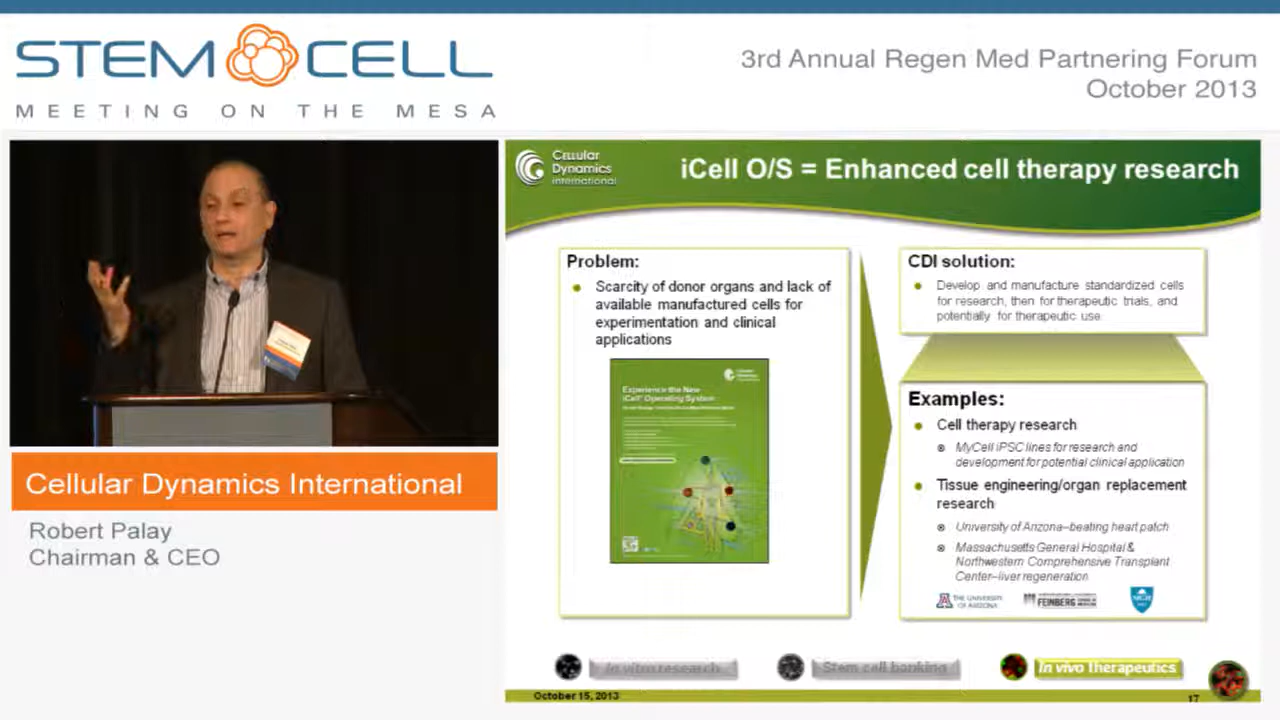 STEM CELL
MEETING ON THE MESA
3rd Annual Regen Med Partnering Forum
October 2013
Cellular Dynamics International
Robert Palay
Chairman & CEO
Cellular
Dynamics
international
iCell O/S = Enhanced cell therapy research
Problem:
Scarcity of donor organs and lack of
available manufactured cells for
experimentation and clinical
applications
Experience the New
iCell Operating System
CDI solution:
Develop and manufacture standardized cells
for research, then for therapeutic trials, and
potentially for therapeutic use
Examples:
Cell therapy research
MyCell iPSC lines for research and
development for potential clinical application
Tissue engineering/organ replacement
research
University of Arizona–beating heart patch
Massachusetts General Hospital &
Northwestern Comprehensive Transplant
Center–liver regeneration
THE UNIVERSITY
OF ARIZONA
FEINBERG
In vitro research
Stem cell banking
In vivo therapeutics
October 15, 2013
17